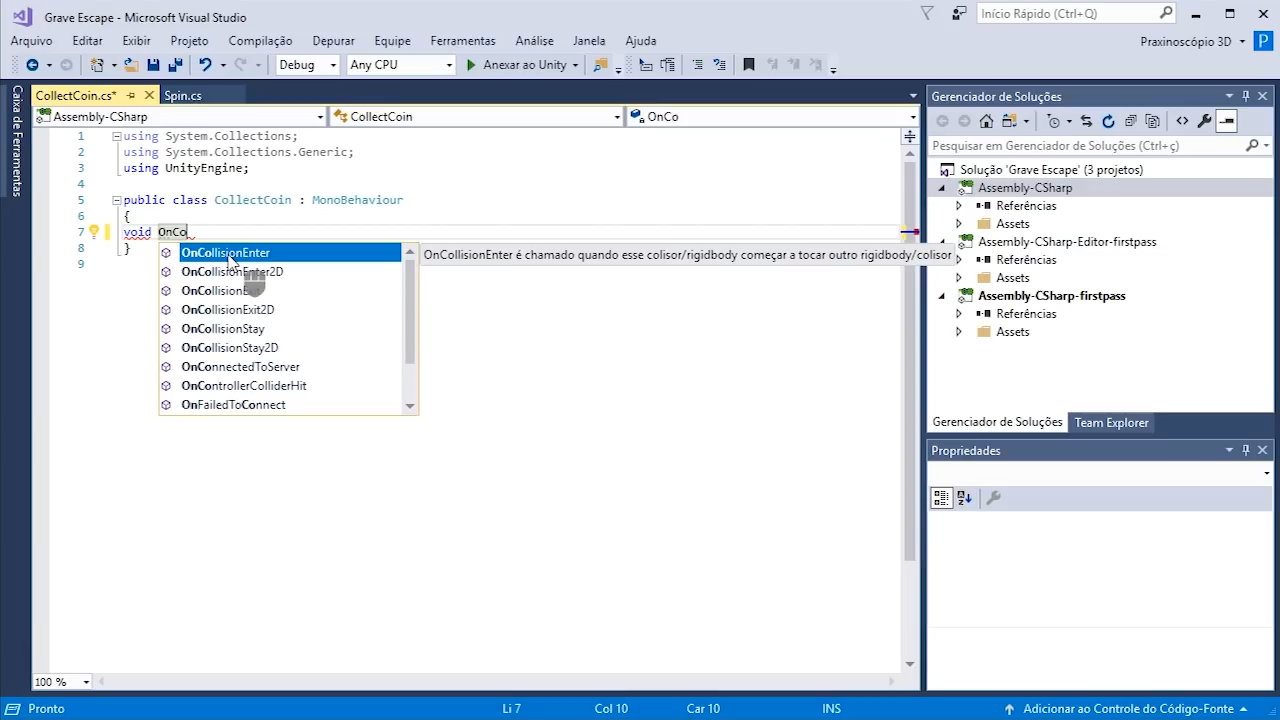 Grave Escape - Microsoft Visual Studio
Início Rápido (Ctrl+Q)
Arquivo Editar Exibir Projeto Compilação Depurar Equipe Ferramentas Análise Janela Ajuda
Praxinoscópio 3D
P
Debug Any CPU Anexar ao Unity
Caixa de Ferramentas
CollectCoin.cs* Spin.cs
Assembly-CSharp CollectCoin OnCo
1 using System.Collections;
2 using System.Collections.Generic;
3 using UnityEngine;
4
5 public class CollectCoin : MonoBehaviour
6 {
7 void OnCo
8 }
9
OnCollisionEnter
OnCollisionEnter2D
OnCollisionExit
OnCollisionExit2D
OnCollisionStay
OnCollisionStay2D
OnConnectedToServer
OnControllerColliderHit
OnFailedToConnect
OnCollisionEnter é chamado quando esse colisor/rigidbody começar a tocar outro rigidbody/colisor
Gerenciador de Soluções
Pesquisar em Gerenciador de Soluções (Ctrl+ç)
Solução 'Grave Escape' (3 projetos)
Assembly-CSharp
Referências
Assets
Assembly-CSharp-Editor-firstpass
Referências
Assets
Assembly-CSharp-firstpass
Referências
Assets
Gerenciador de Soluções Team Explorer
Propriedades
100 %
Pronto Li 7 Col 10 Car 10 INS Adicionar ao Controle do Código-Fonte